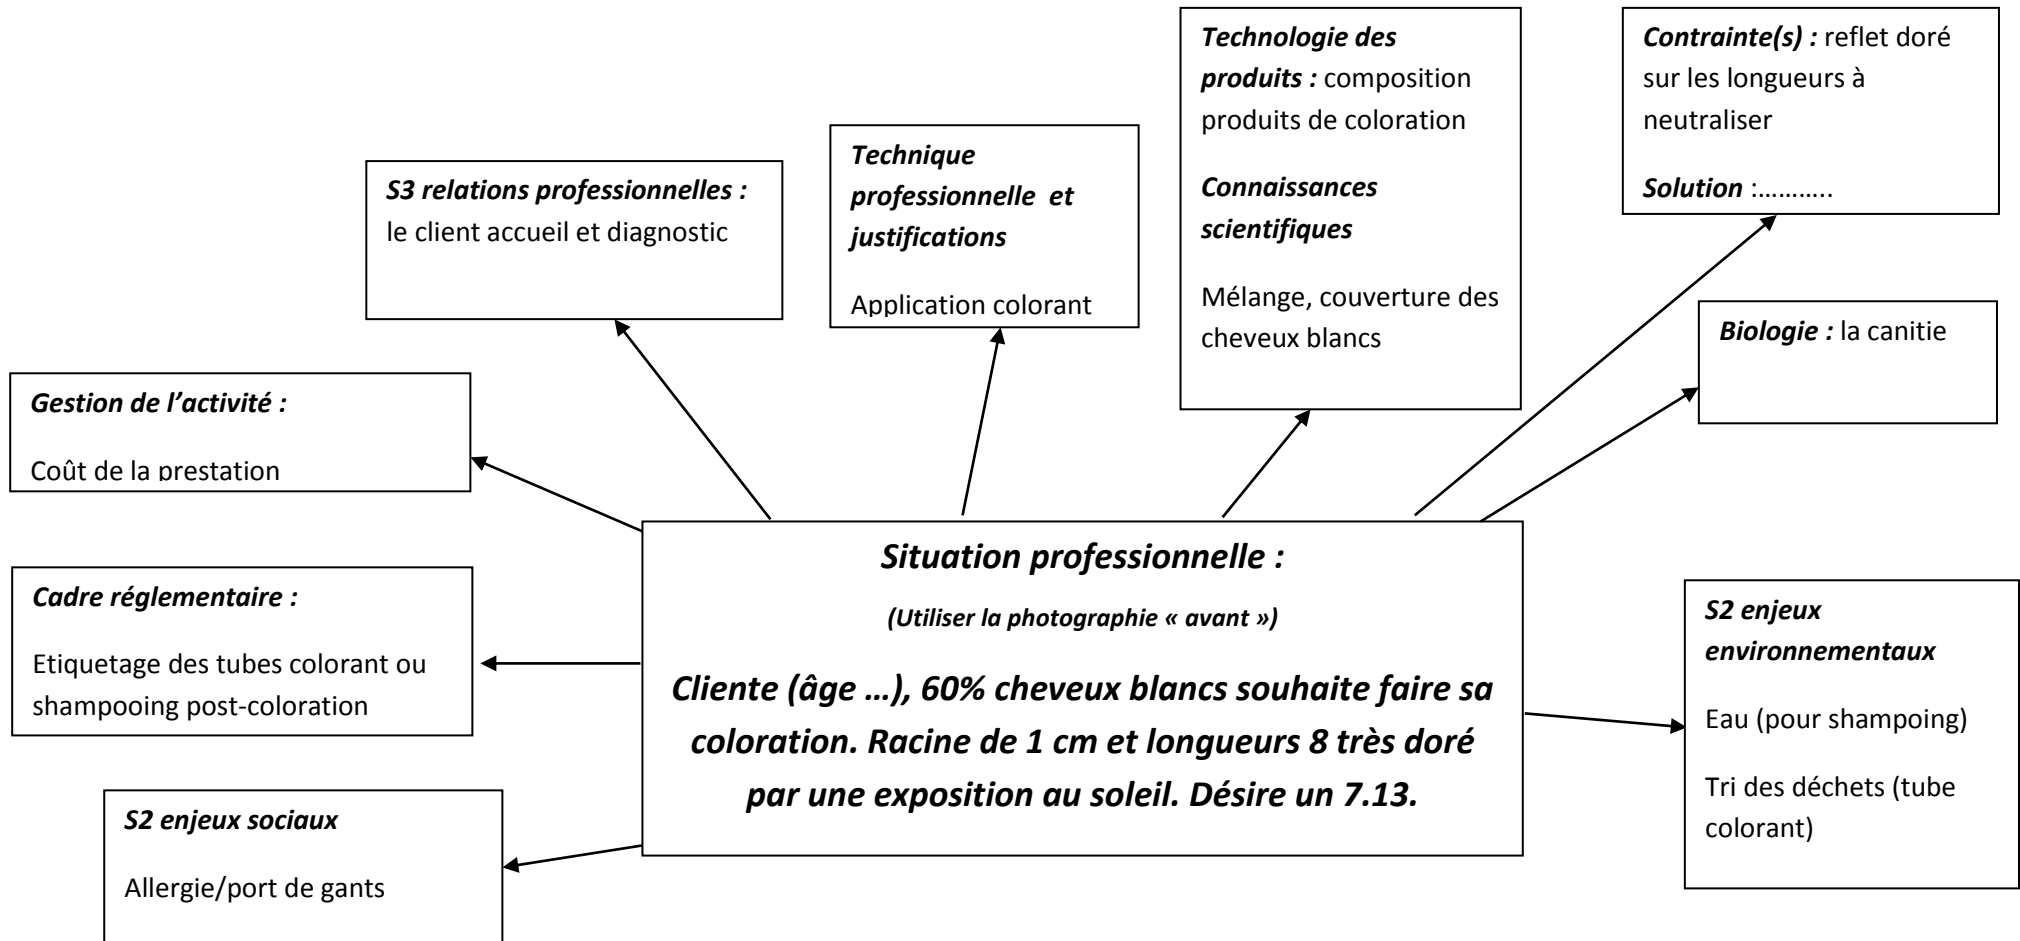 Technologie des
produits : composition
produits de coloration
Connaissances
scientifiques
Mélange, couverture des
cheveux blancs
Contrainte(s) : reflet doré
sur les longueurs à
neutraliser
Solution :...........
Technique
professionnelle et
justifications
Application colorant
S3 relations professionnelles :
le client accueil et diagnostic
Biologie : la canitie
Gestion de l’activité :
Coût de la prestation
Situation professionnelle :
(Utiliser la photographie « avant »)
Cliente (âge …), 60% cheveux blancs souhaite faire sa
coloration. Racine de 1 cm et longueurs 8 très doré
par une exposition au soleil. Désire un 7.13.
Cadre réglementaire :
Etiquetage des tubes colorant ou
shampooing post-coloration
S2 enjeux
environnementaux
Eau (pour shampoing)
Tri des déchets (tube
colorant)
S2 enjeux sociaux
Allergie/port de gants